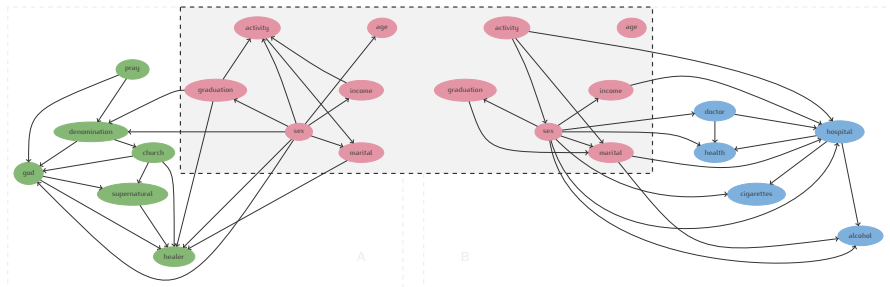 activity
age
activity
age
pray
graduation
income
graduation
income
doctor
denomination
sex
sex
hospital
church
marital
marital
health
god
supernatural
cigarettes
alcohol
healer
A
B